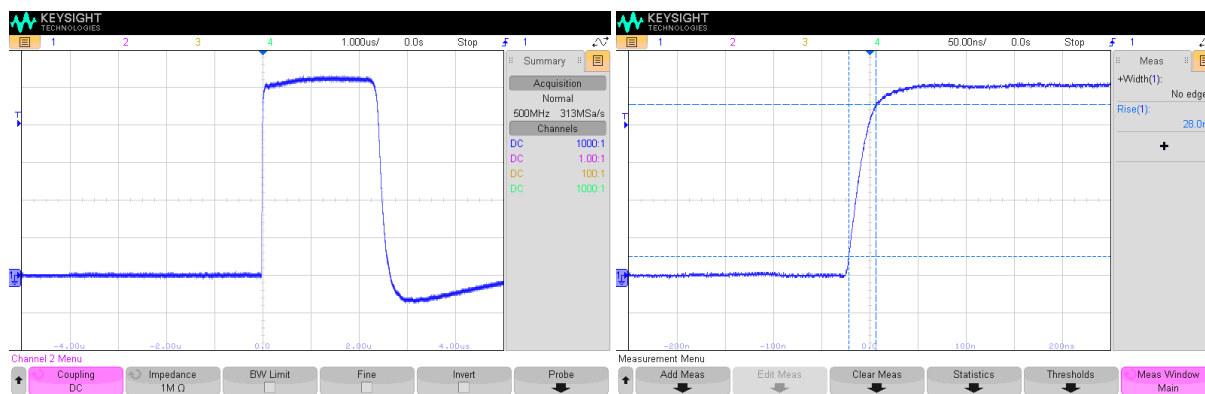 KEYSIGHT
TECHNOLOGIES
1 2 3 4 1.000us/ 0.0s Stop 1
T
1
-4.00u -2.00u 0.0 2.00u 4.00us
Summary
Acquisition
Normal
500MHz 313MSa/s
Channels
DC 1000:1
DC 1.00:1
DC 100:1
DC 1000:1
Channel 2 Menu
Coupling Impedance BW Limit Fine Invert Probe
DC 1M Ω
KEYSIGHT
TECHNOLOGIES
1 2 3 4 50.00ns/ 0.0s Stop 1
T
1
-200n -100n 0.0 100n 200ns
Meas
+Width(1):
No edge
Rise(1):
28.0n
Measurement Menu
Add Meas Edit Meas Clear Meas Statistics Thresholds Meas Window
Main